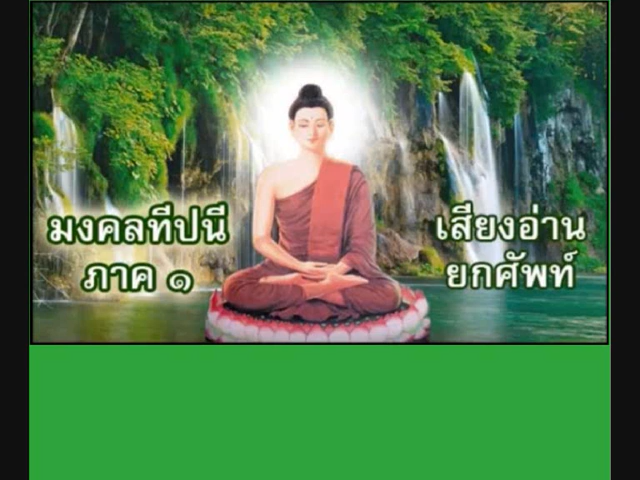 มงคลทีปนี
ภาค ๑
เสียงอ่าน
ยกศัพท์